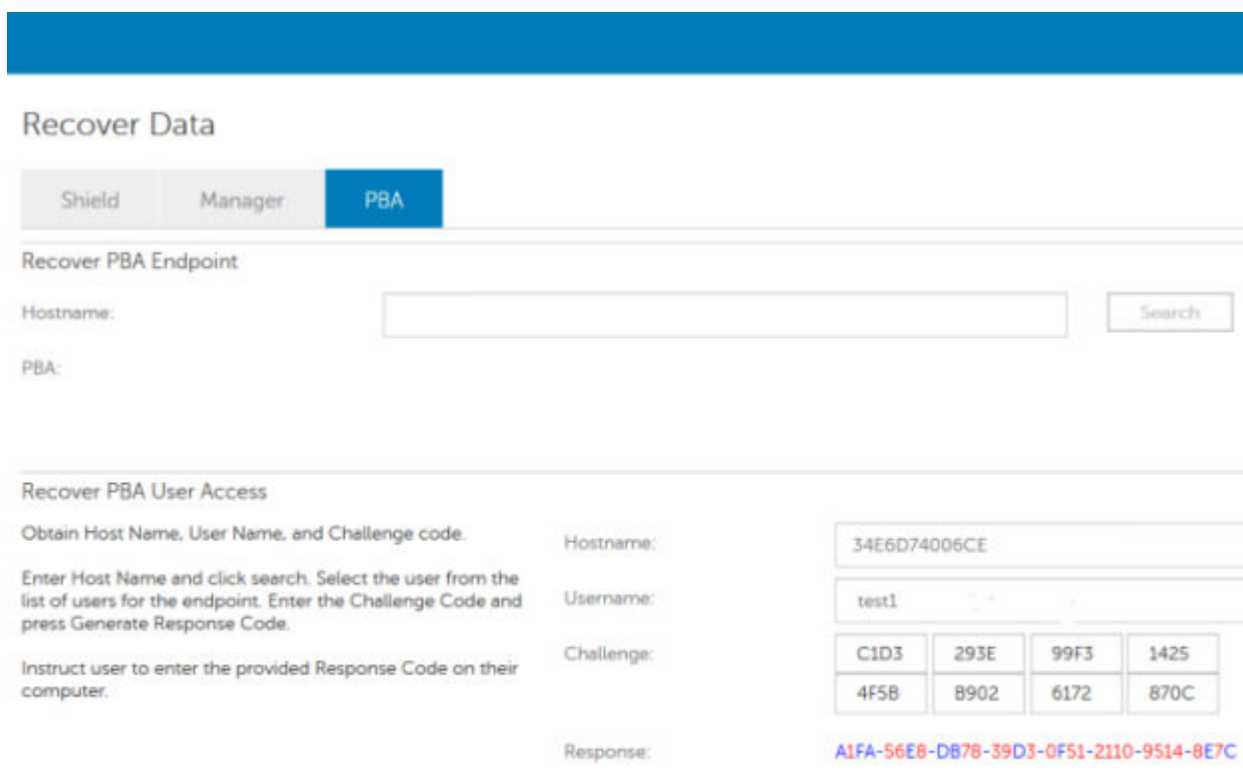 Recover Data
Shield Manager PBA
Recover PBA Endpoint
Hostname: Search
PBA:
Recover PBA User Access
Obtain Host Name, User Name, and Challenge code.
Enter Host Name and click search. Select the user from the
list of users for the endpoint. Enter the Challenge Code and
press Generate Response Code.
Instruct user to enter the provided Response Code on their
computer.
Hostname: 34E6D74006CE
Username: test1
Challenge: C1D3 293E 99F3 1425
4F5B B902 6172 870C
Response: A1FA-56E8-DB78-39D3-0F51-2110-9514-8E7C